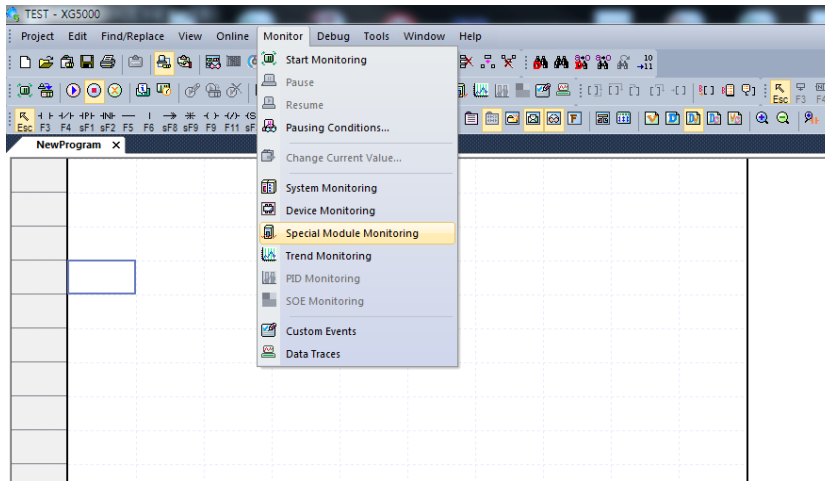 TEST - XG5000
Project Edit Find/Replace View Online Monitor Debug Tools Window Help
Start Monitoring
Pause
Resume
Pausing Conditions...
Change Current Value...
System Monitoring
Device Monitoring
Special Module Monitoring
Trend Monitoring
PID Monitoring
SOE Monitoring
Custom Events
Data Traces
Esc F3 F4
Esc F3 F4 sF1 sF2 F5 F6 sF8 sF9 F9 F11
NewProgram